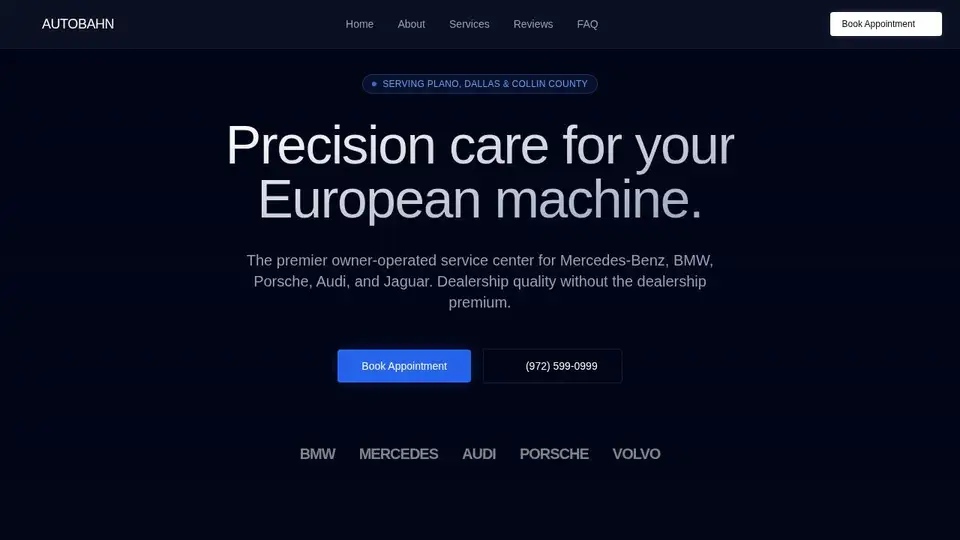 AUTOBAHN
Home About Services Reviews FAQ
Book Appointment
SERVING PLANO, DALLAS & COLLIN COUNTY
Precision care for your
European machine.
The premier owner-operated service center for Mercedes-Benz, BMW,
Porsche, Audi, and Jaguar. Dealership quality without the dealership
premium.
Book Appointment
(972) 599-0999
BMW MERCEDES AUDI PORSCHE VOLVO